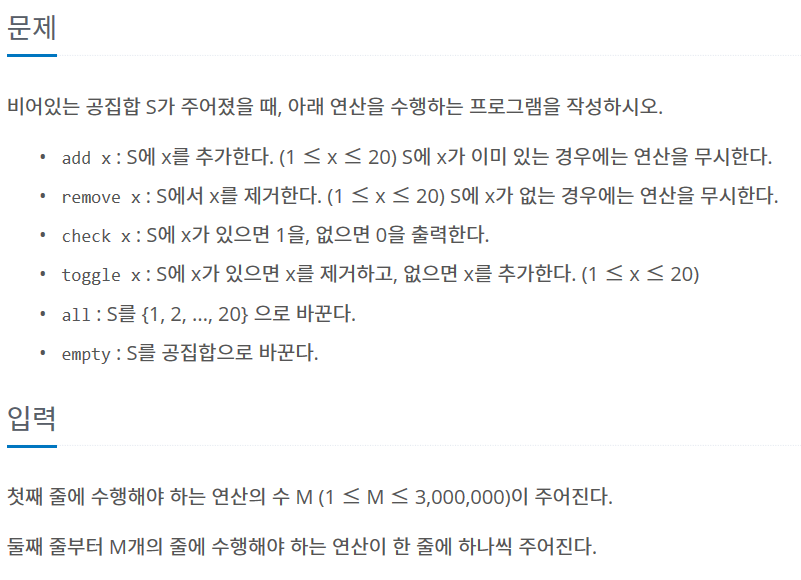 문제
비어있는 공집합 S가 주어졌을 때, 아래 연산을 수행하는 프로그램을 작성하시오.
• add x : S에 x를 추가한다. (1 ≤ x ≤ 20) S에 x가 이미 있는 경우에는 연산을 무시한다.
• remove x : S에서 x를 제거한다. (1 ≤ x ≤ 20) S에 x가 없는 경우에는 연산을 무시한다.
• check x : S에 x가 있으면 1을, 없으면 0을 출력한다.
• toggle x : S에 x가 있으면 x를 제거하고, 없으면 x를 추가한다. (1 ≤ x ≤ 20)
• all : S를 {1, 2, ..., 20} 으로 바꾼다.
• empty : S를 공집합으로 바꾼다.
입력
첫째 줄에 수행해야 하는 연산의 수 M (1 ≤ M ≤ 3,000,000)이 주어진다.
둘째 줄부터 M개의 줄에 수행해야 하는 연산이 한 줄에 하나씩 주어진다.